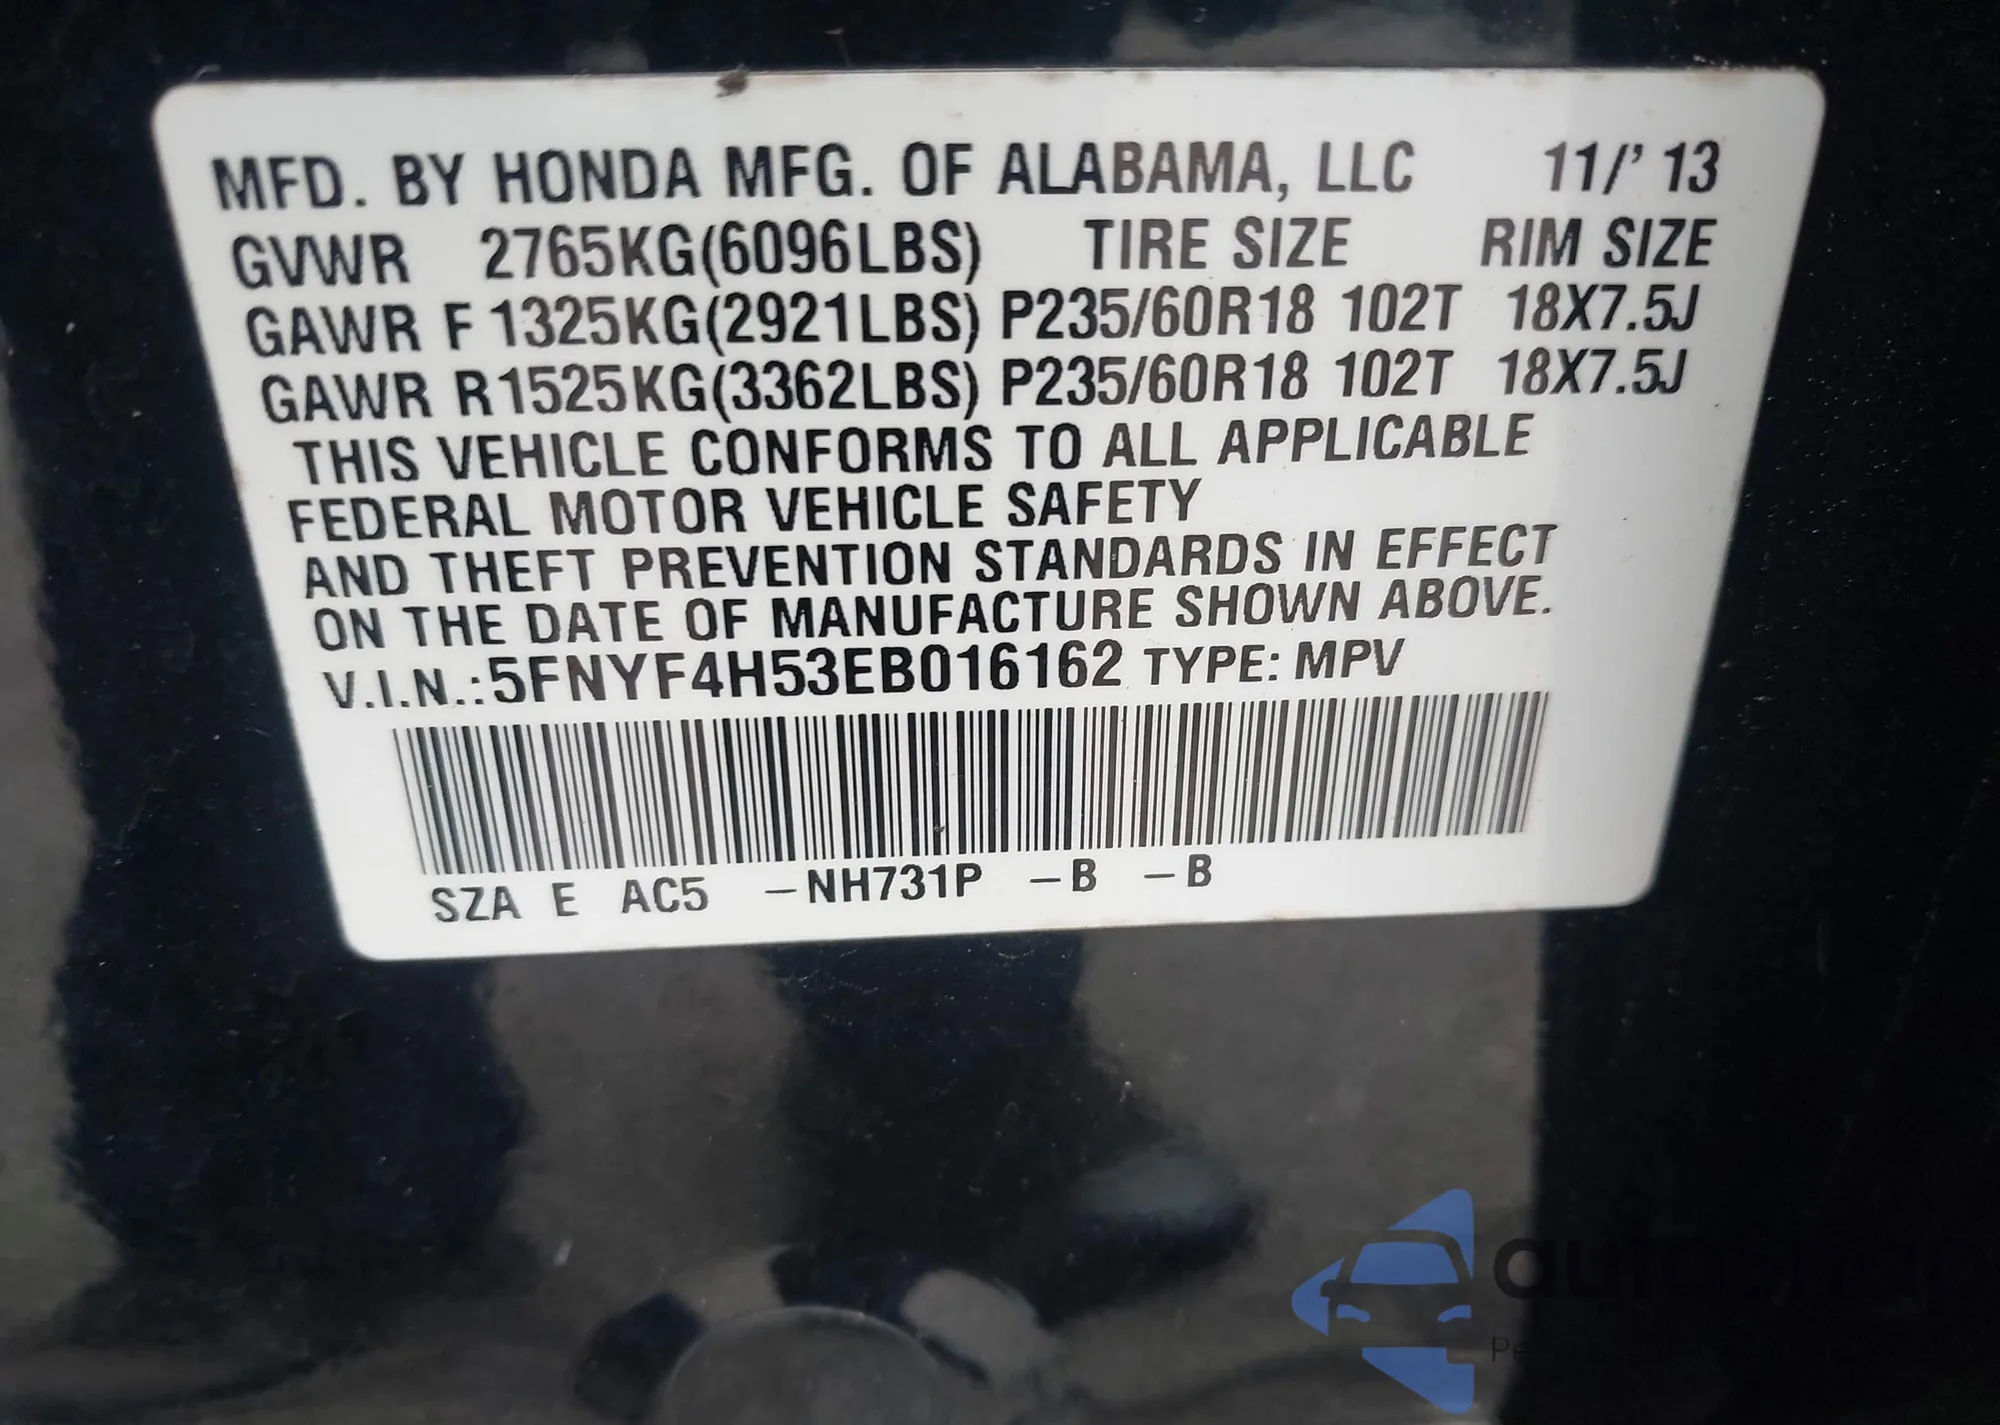 MFD. BY HONDA MFG. OF ALABAMA, LLC 11/'13
GVWR 2765KG(6096LBS) TIRE SIZE RIM SIZE
GAWR F 1325KG(2921LBS) P235/60R18 102T 18X7.5J
GAWR R 1525KG(3362LBS) P235/60R18 102T 18X7.5J
THIS VEHICLE CONFORMS TO ALL APPLICABLE
FEDERAL MOTOR VEHICLE SAFETY
AND THEFT PREVENTION STANDARDS IN EFFECT
ON THE DATE OF MANUFACTURE SHOWN ABOVE.
V.I.N.:5FNYF4H53EB016162 TYPE: MPV
SZA E AC5 -NH731P -B -B